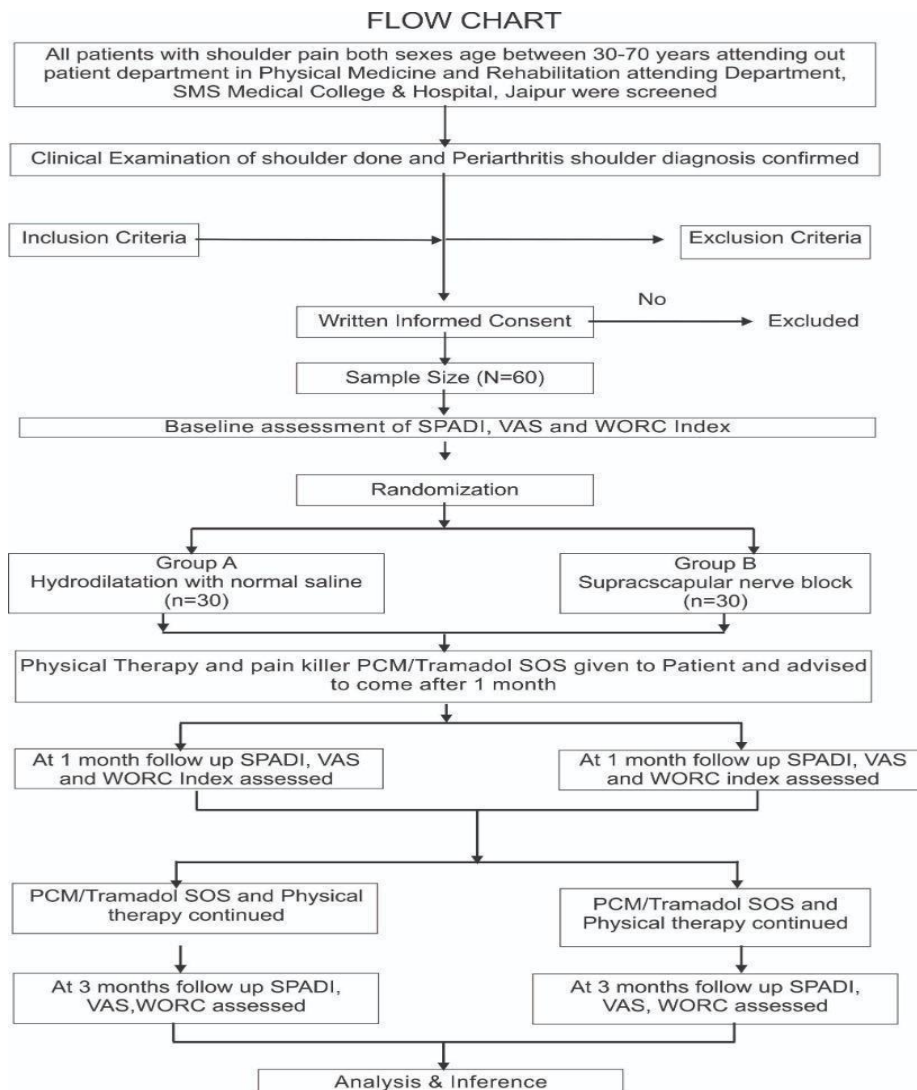 FLOW CHART
All patients with shoulder pain both sexes age between 30-70 years attending out
patient department in Physical Medicine and Rehabilitation attending Department,
SMS Medical College & Hospital, Jaipur were screened
Clinical Examination of shoulder done and Periarthritis shoulder diagnosis confirmed
Inclusion Criteria
Exclusion Criteria
No
Written Informed Consent
Excluded
Sample Size (N=60)
Baseline assessment of SPADI, VAS and WORC Index
Randomization
Group A
Hydrodilatation with normal saline
(n=30)
Group B
Supracscapular nerve block
(n=30)
Physical Therapy and pain killer PCM/Tramadol SOS given to Patient and advised
to come after 1 month
At 1 month follow up SPADI, VAS
and WORC Index assessed
At 1 month follow up SPADI, VAS
and WORC index assessed
PCM/Tramadol SOS and Physical
therapy continued
PCM/Tramadol SOS and
Physical therapy continued
At 3 months follow up SPADI,
VAS,WORC assessed
At 3 months follow up SPADI,
VAS, WORC assessed
Analysis & Inference